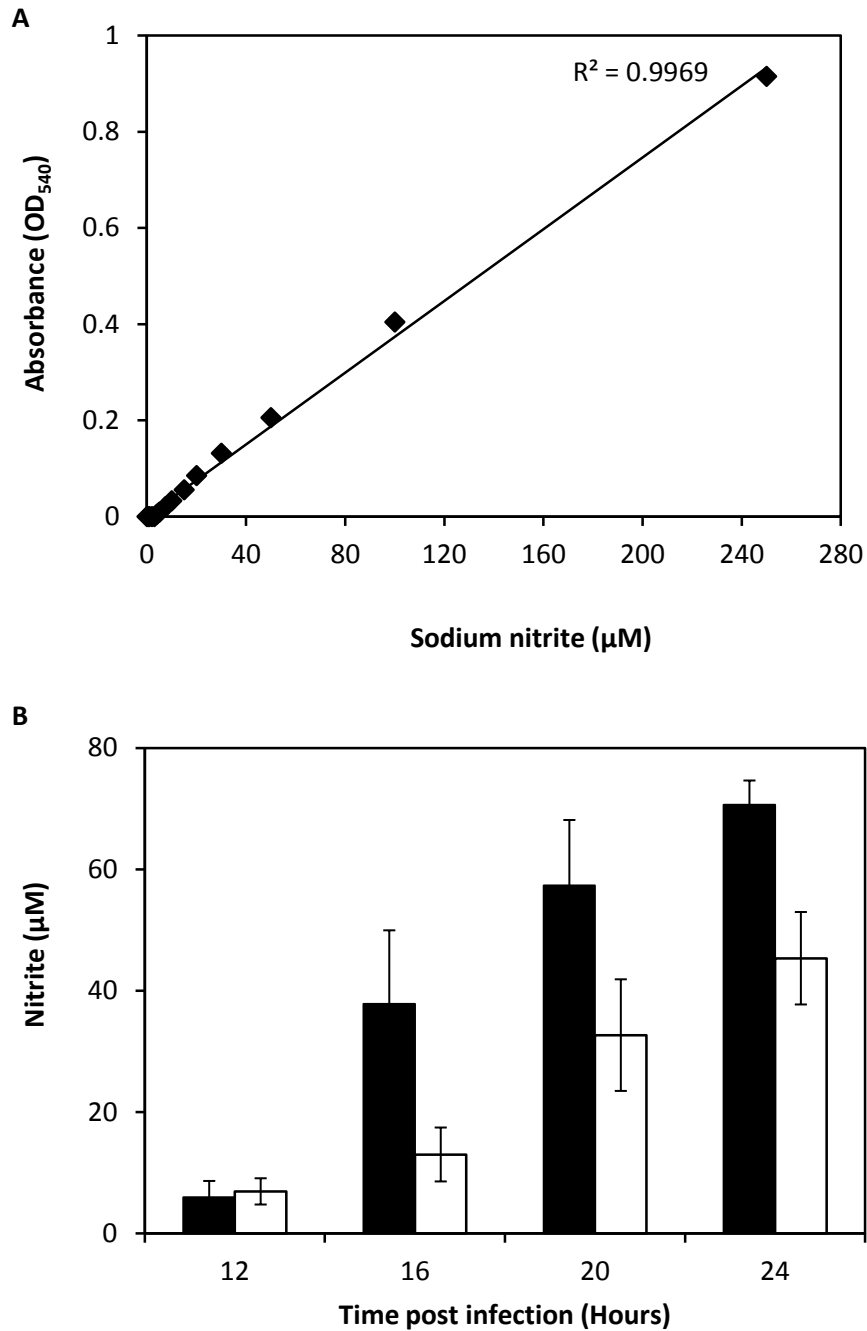 A
1
0.8
0.6
0.4
0.2
0
R² = 0.9969
Absorbance (OD₅₄₀)
0 40 80 120 160 200 240 280
Sodium nitrite (µM)
B
80
60
40
20
0
Nitrite (µM)
12 16 20 24
Time post infection (Hours)